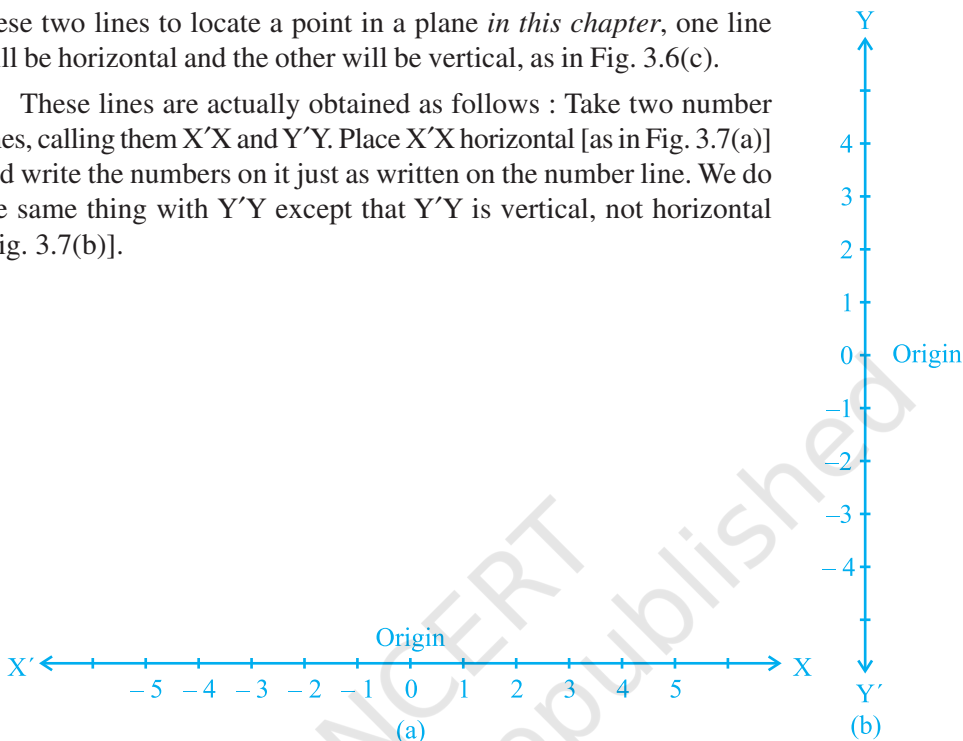 ese two lines to locate a point in a plane in this chapter, one line
ll be horizontal and the other will be vertical, as in Fig. 3.6(c).
These lines are actually obtained as follows : Take two number
nes, calling them X′X and Y′Y. Place X′X horizontal [as in Fig. 3.7(a)]
d write the numbers on it just as written on the number line. We do
e same thing with Y′Y except that Y′Y is vertical, not horizontal
ig. 3.7(b)].
Y
4
3
2
1
0 Origin
–1
–2
–3
– 4
Y′
(b)
Origin
X′ X
– 5 – 4 – 3 – 2 – 1 0 1 2 3 4 5
(a)
NCERT
republished